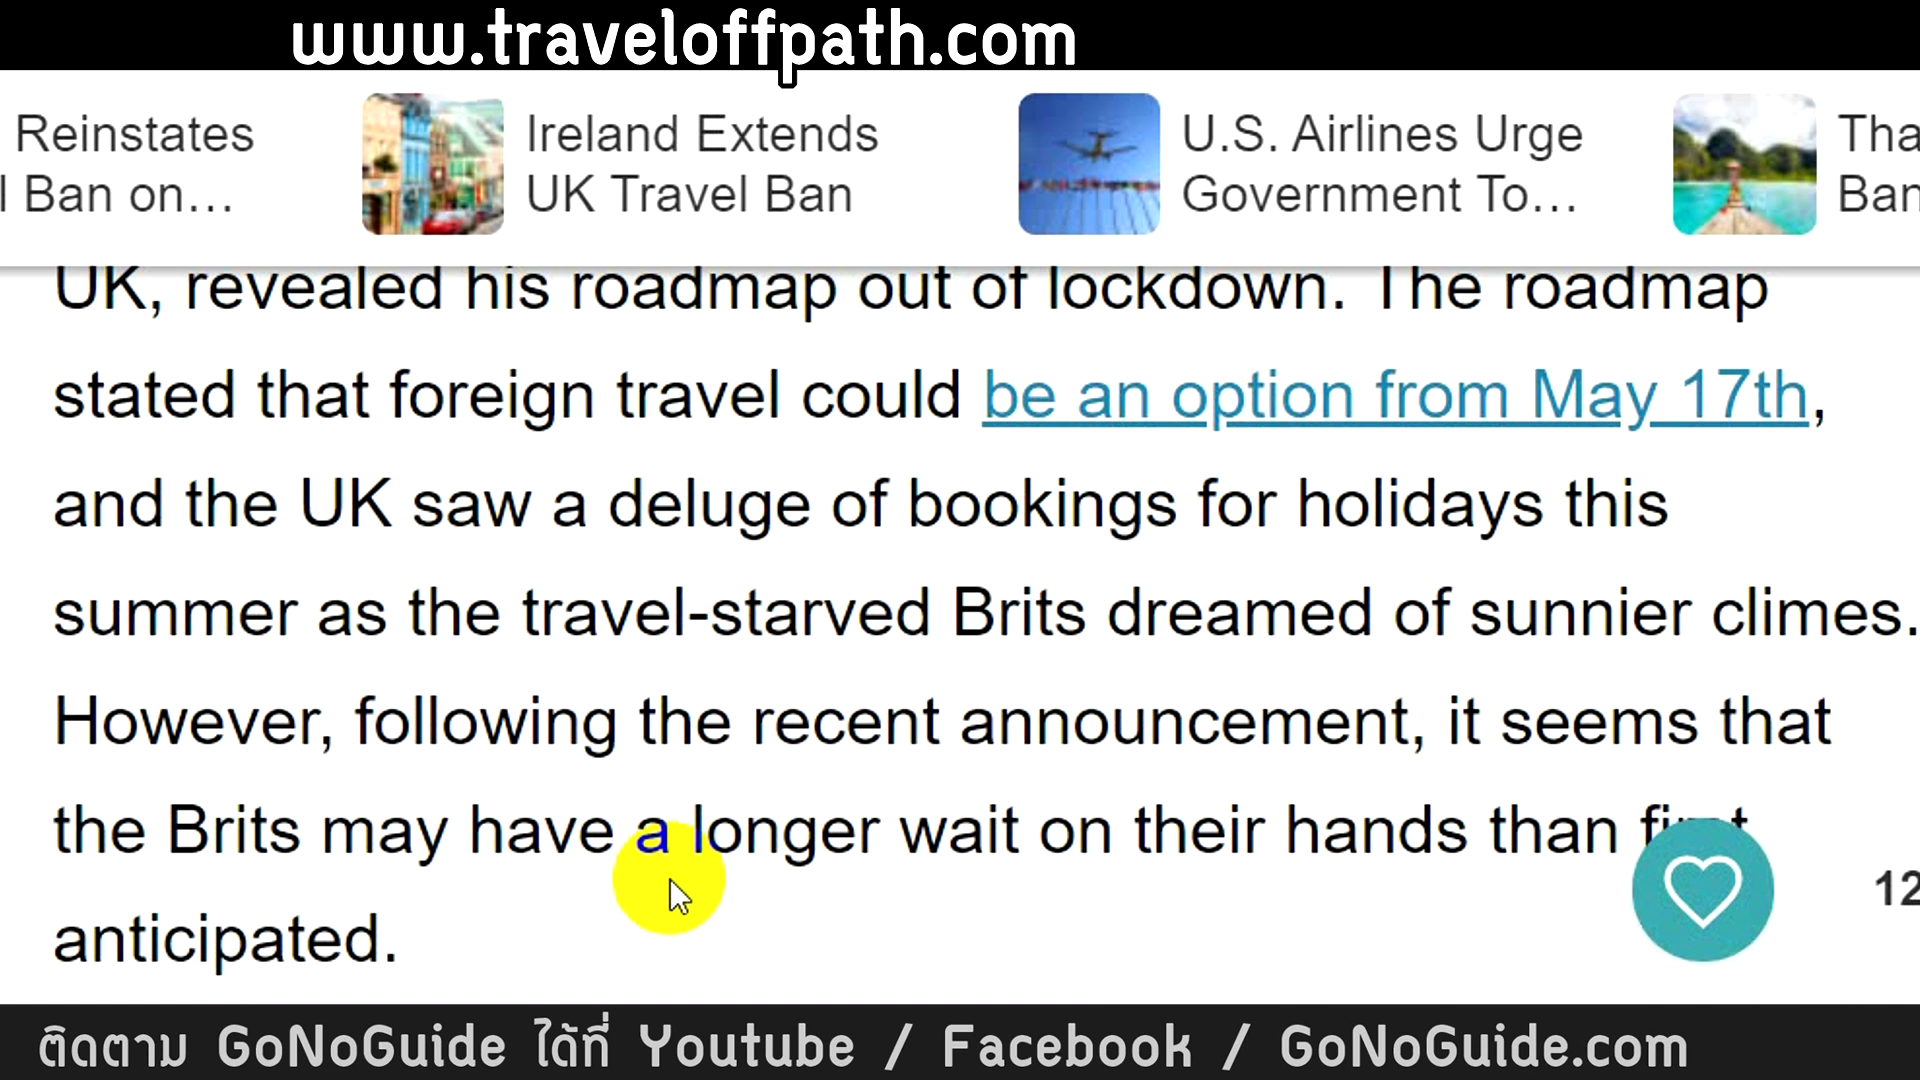 www.traveloffpath.com
Reinstates
Ban on...
Ireland Extends
UK Travel Ban
U.S. Airlines Urge
Government To...
UK, revealed his roadmap out of lockdown. The roadmap
stated that foreign travel could be an option from May 17th,
and the UK saw a deluge of bookings for holidays this
summer as the travel-starved Brits dreamed of sunnier climes.
However, following the recent announcement, it seems that
the Brits may have a longer wait on their hands than first
anticipated.
12
ติดตาม GoNoGuide ได้ที่ Youtube / Facebook / GoNoGuide.com